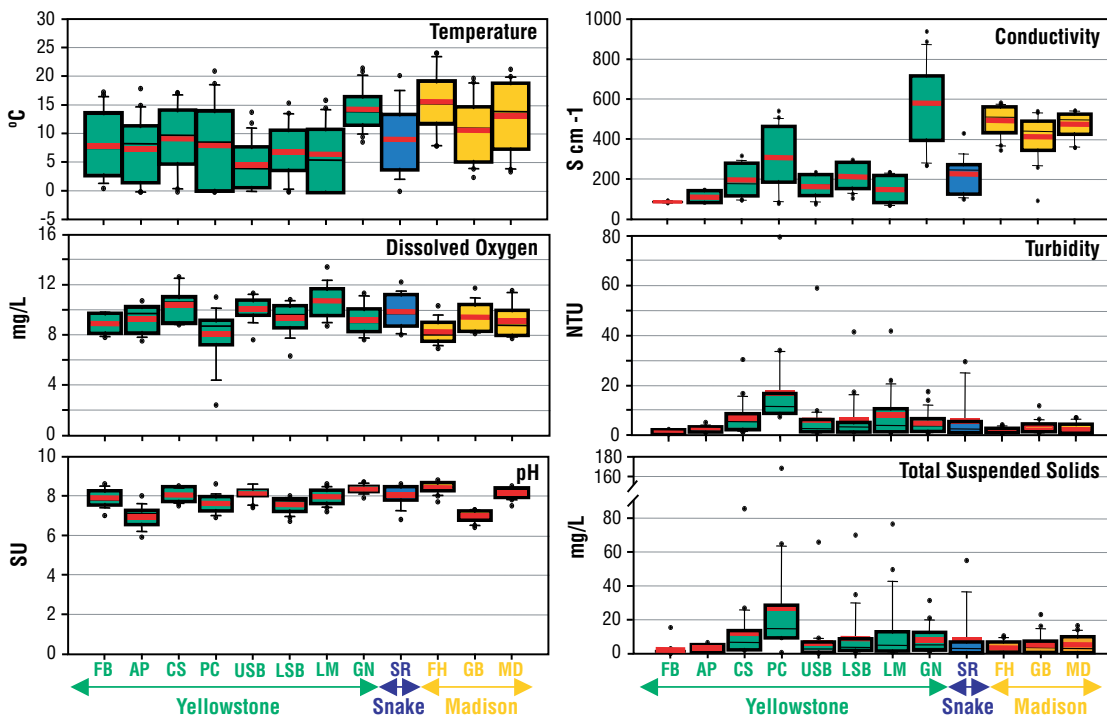 Temperature
30
25
20
15
10
5
0
-5
ºC
Dissolved Oxygen
16
12
8
4
0
mg/L
pH
10
8
6
4
2
0
SU
FB AP CS PC USB LSB LM GN SR FH GB MD
Yellowstone Snake Madison
Conductivity
1000
800
600
400
200
0
S cm -1
Turbidity
80
60
40
20
0
NTU
Total Suspended Solids
180
160
80
60
40
20
0
mg/L
FB AP CS PC USB LSB LM GN SR FH GB MD
Yellowstone Snake Madison